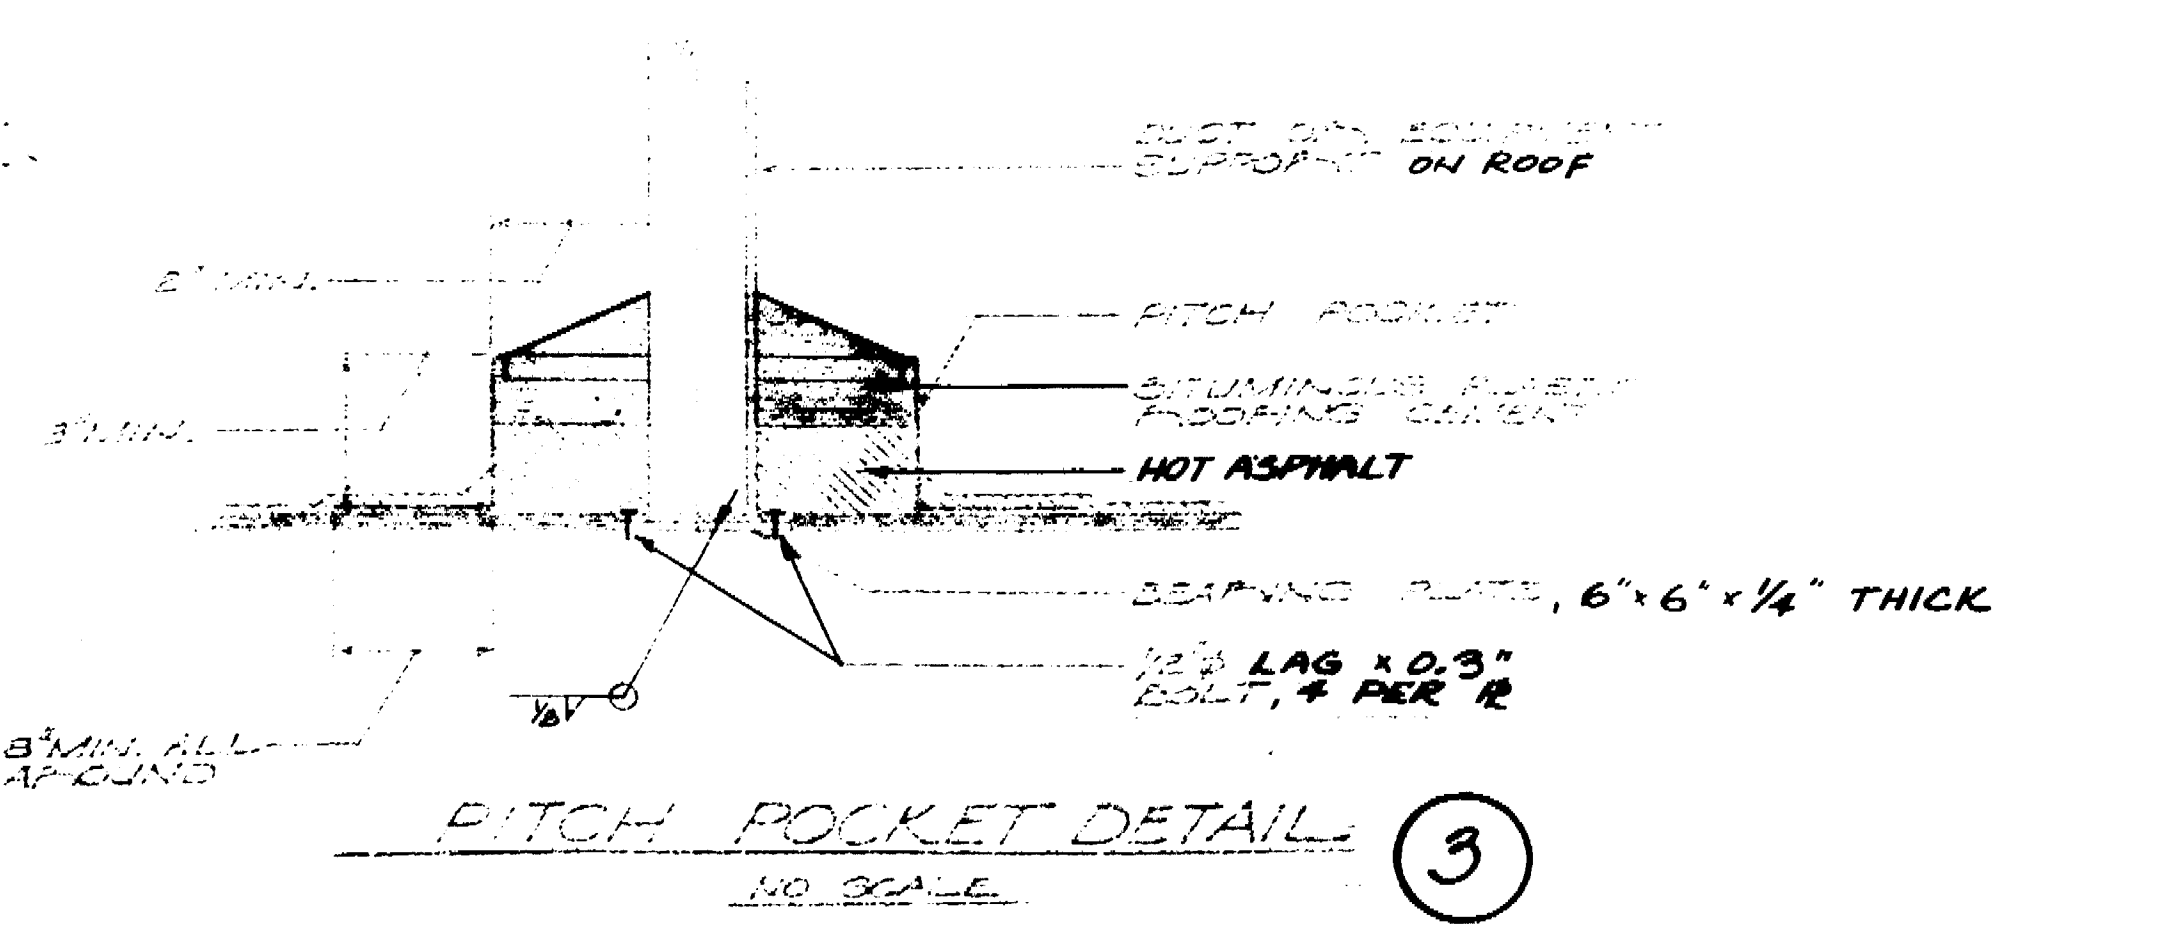 DUCT OR EQUIPMENT
SUPPORT ON ROOF
2" MIN.
PITCH POCKET
BITUMINOUS PLASTIC
ROOFING CEMENT
3" MIN.
HOT ASPHALT
BEARING PLATE, 6" x 6" x 1/4" THICK
1/2"φ LAG x 0.3"
BOLT, 4 PER ℙL
1/8
8" MIN. ALL
AROUND
PITCH POCKET DETAIL
3
NO SCALE